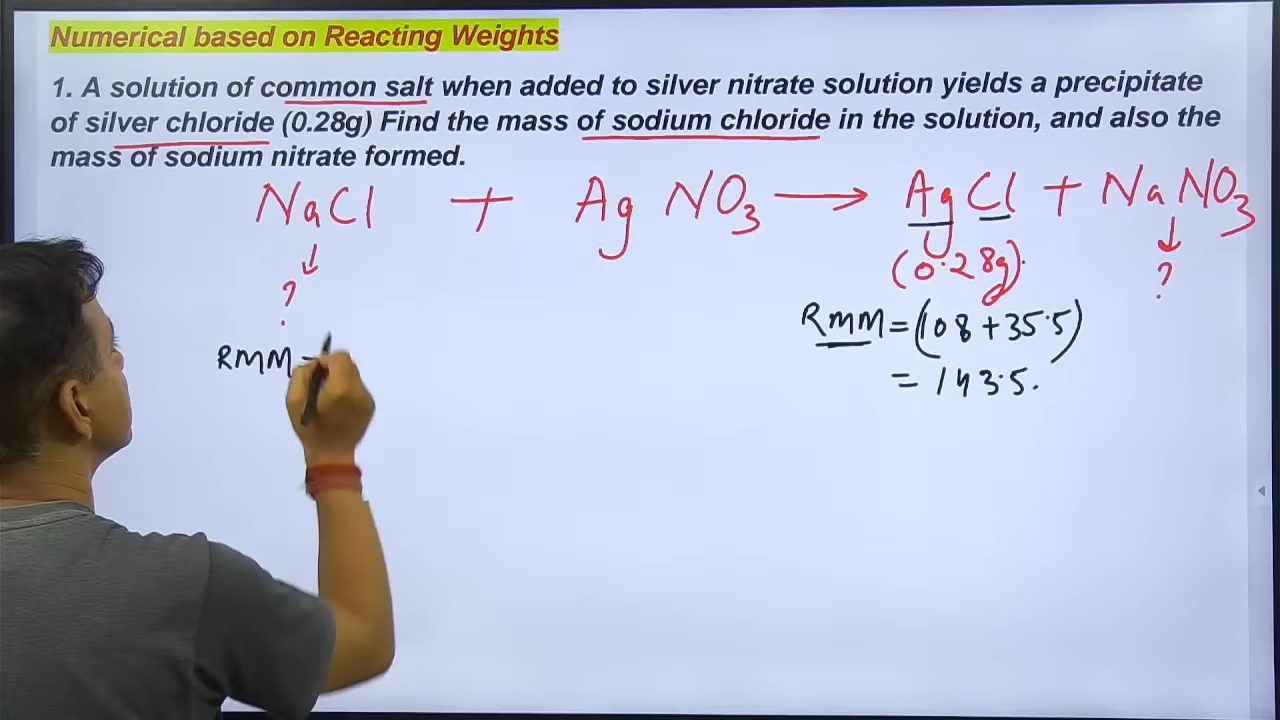 Numerical based on Reacting Weights
1. A solution of common salt when added to silver nitrate solution yields a precipitate
of silver chloride (0.28g) Find the mass of sodium chloride in the solution, and also the
mass of sodium nitrate formed.
NaCl + AgNO₃ → AgCl + NaNO₃
↓ (0.28g). ↓
? ?
RMM = (108 + 35.5)
RMM =
= 143.5.